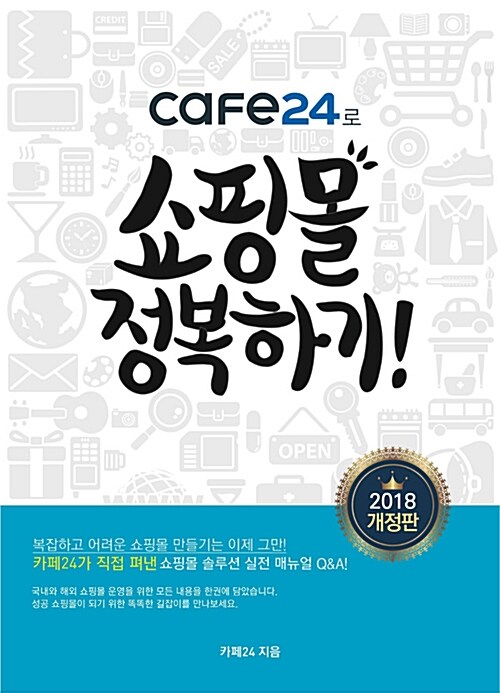 CREDIT
SALE
cafe24로
쇼핑몰
정복하기!
OPEN
2018
개정판
복잡하고 어려운 쇼핑몰 만들기는 이제 그만!
카페24가 직접 펴낸 쇼핑몰 솔루션 실전 매뉴얼 Q&A!
국내와 해외 쇼핑몰 운영을 위한 모든 내용을 한권에 담았습니다.
성공 쇼핑몰이 되기 위한 똑똑한 길잡이를 만나보세요.
카페24 지음